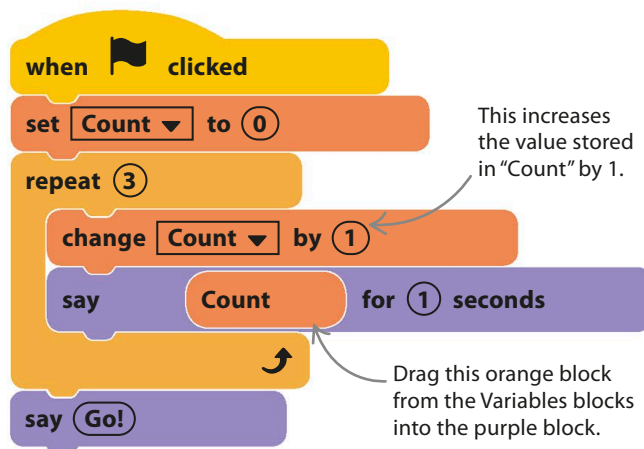 when clicked
set Count to 0
This increases
the value stored
in “Count” by 1.
repeat 3
change Count by 1
say Count for 1 seconds
Drag this orange block
from the Variables blocks
into the purple block.
say Go!